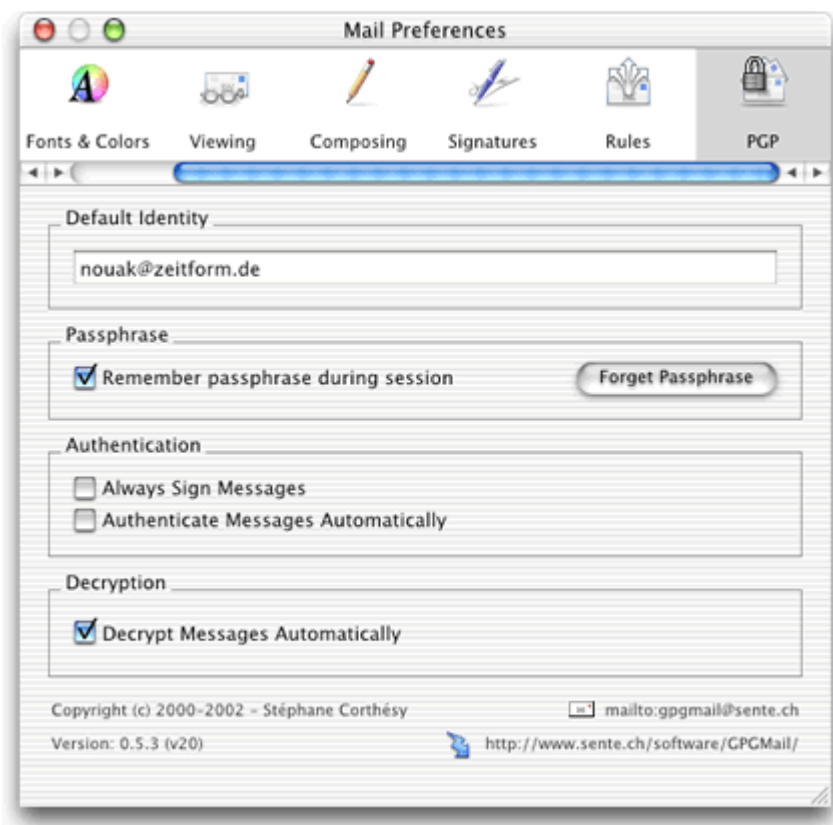 Mail Preferences
Fonts & Colors Viewing Composing Signatures Rules PGP
Default Identity
nouak@zeitform.de
Passphrase
Remember passphrase during session Forget Passphrase
Authentication
Always Sign Messages
Authenticate Messages Automatically
Decryption
Decrypt Messages Automatically
Copyright (c) 2000-2002 - Stéphane Corthésy mailto:gpgmail@sente.ch
Version: 0.5.3 (v20) http://www.sente.ch/software/GPGMail/